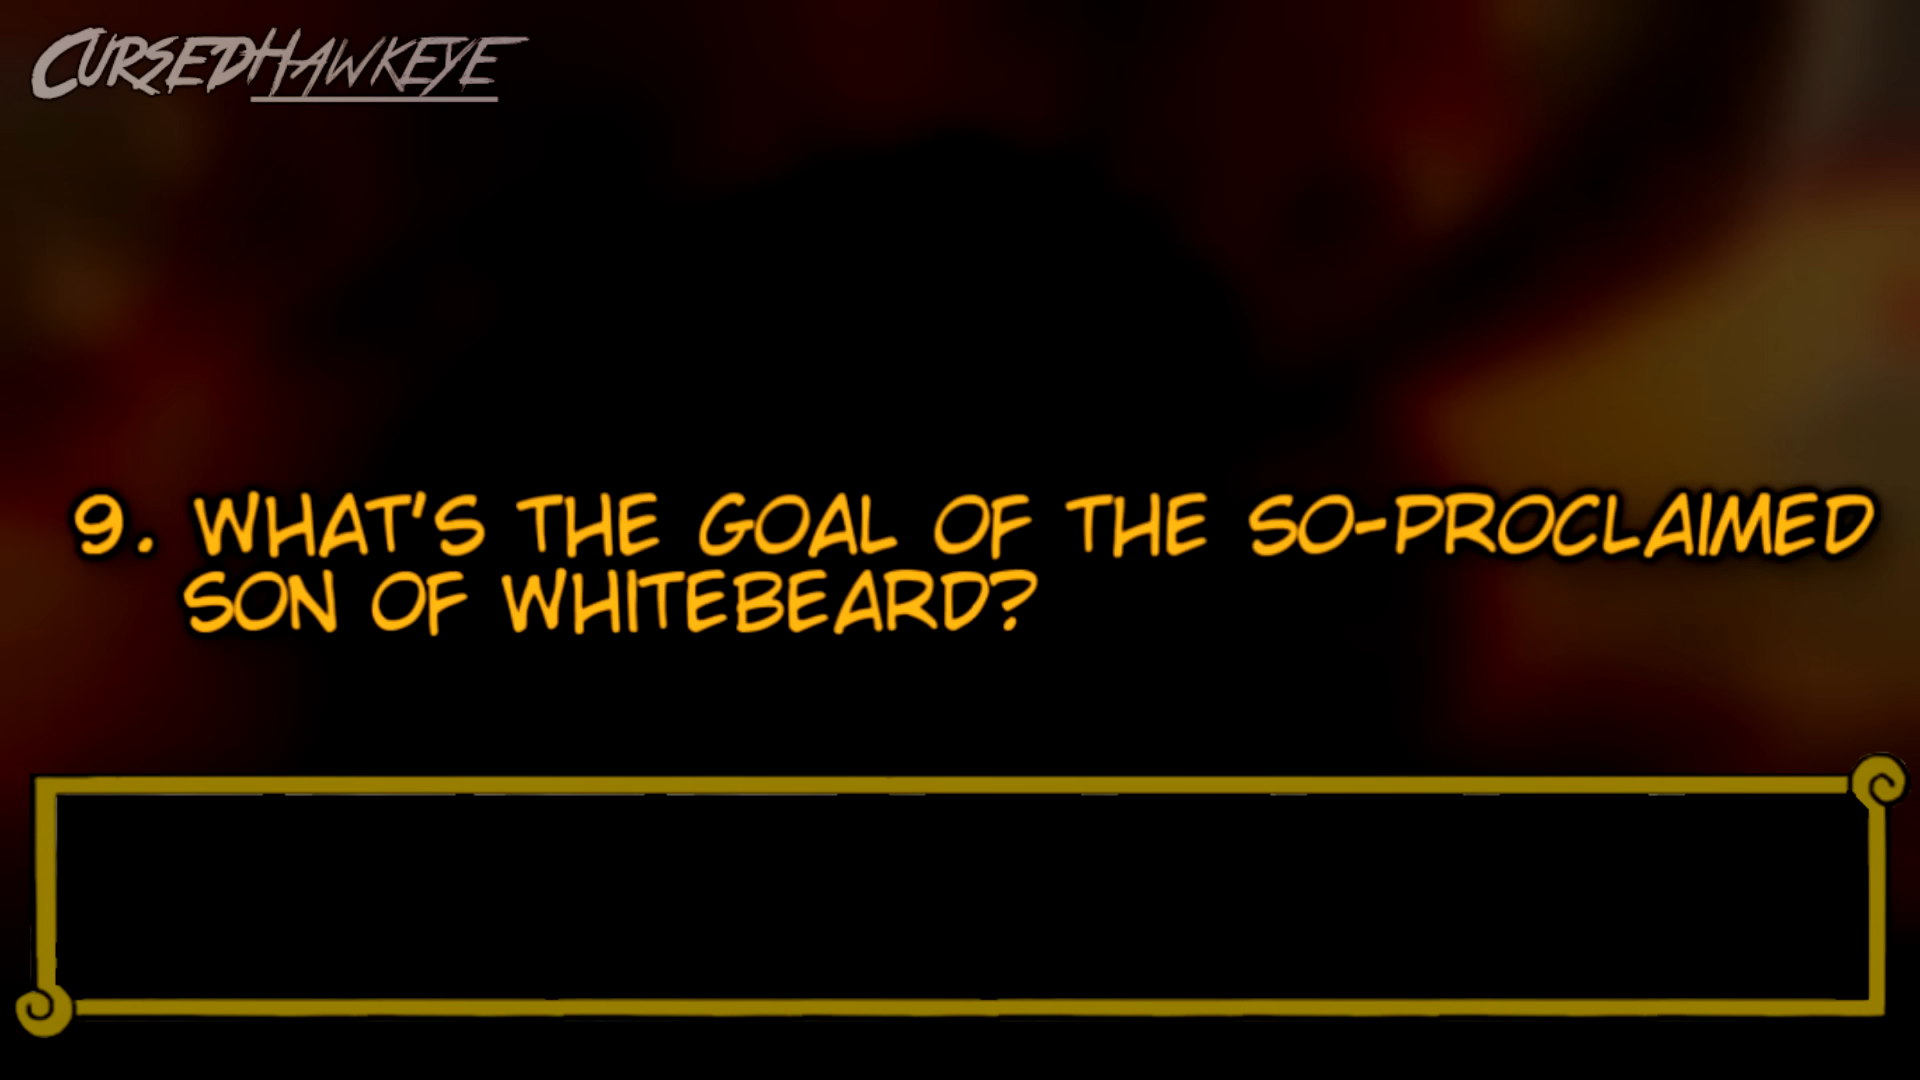 CURSEDHAWKEYE
9. WHAT'S THE GOAL OF THE SO-PROCLAIMED
SON OF WHITEBEARD?